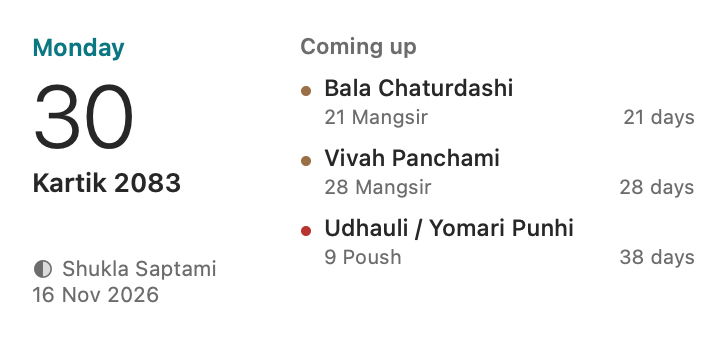 Monday
30
Kartik 2083
Shukla Saptami
16 Nov 2026
Coming up
Bala Chaturdashi
21 Mangsir 21 days
Vivah Panchami
28 Mangsir 28 days
Udhauli / Yomari Punhi
9 Poush 38 days